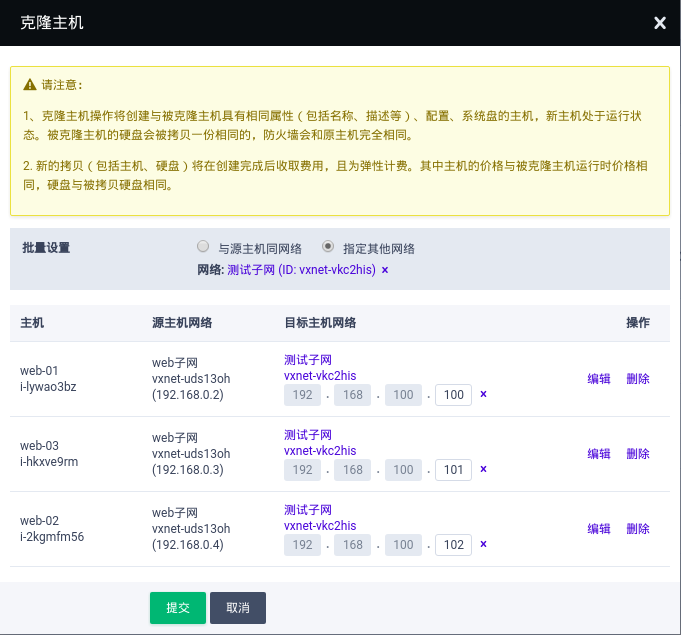 克隆主机
请注意：
1、克隆主机操作将创建与被克隆主机具有相同属性（包括名称、描述等）、配置、系统盘的主机，新主机处于运行状
态。被克隆主机的硬盘会被拷贝一份相同的，防火墙会和原主机完全相同。
2. 新的拷贝（包括主机、硬盘）将在创建完成后收取费用，且为弹性计费。其中主机的价格与被克隆主机运行时价格相
同，硬盘与被拷贝硬盘相同。
批量设置 与源主机同网络 指定其他网络
网络: 测试子网 (ID: vxnet-vkc2his) ×
主机 源主机网络 目标主机网络 操作
web-01
i-lywao3bz
web子网
vxnet-uds13oh
(192.168.0.2)
测试子网
vxnet-vkc2his
192 . 168 . 100 . 100 ×
编辑 删除
web-03
i-hkxve9rm
web子网
vxnet-uds13oh
(192.168.0.3)
测试子网
vxnet-vkc2his
192 . 168 . 100 . 101 ×
编辑 删除
web-02
i-2kgmfm56
web子网
vxnet-uds13oh
(192.168.0.4)
测试子网
vxnet-vkc2his
192 . 168 . 100 . 102 ×
编辑 删除
提交 取消